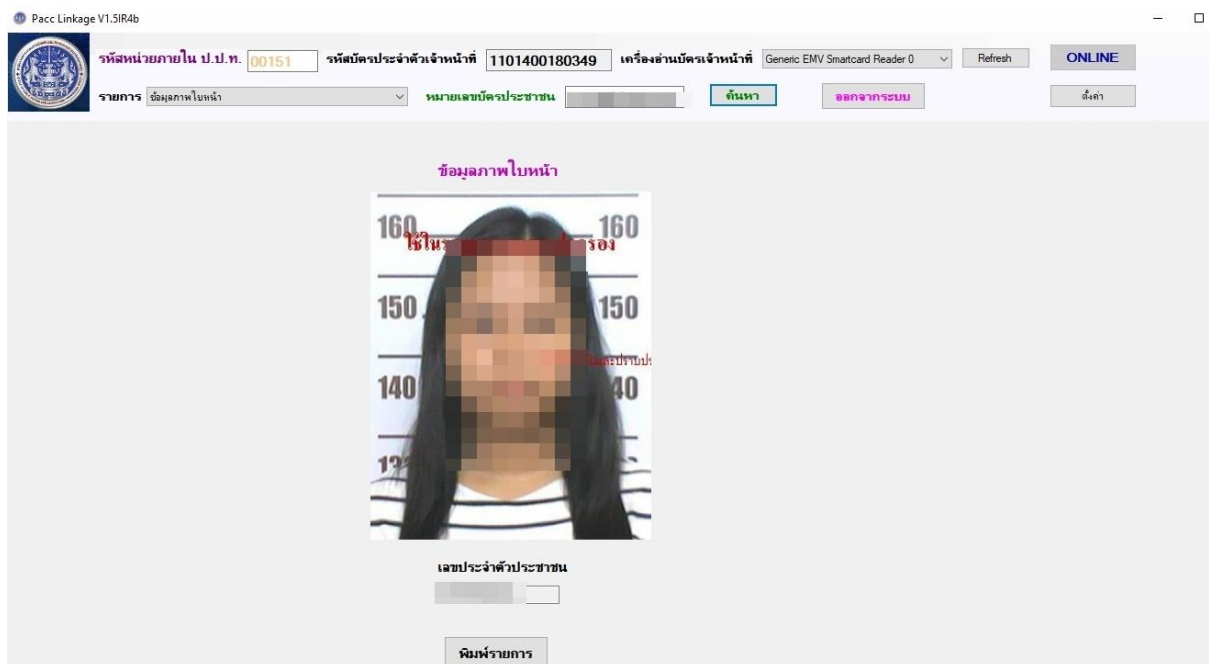 Pacc Linkage V1.5IR4b
รหัสหน่วยภายใน ป.ป.ท. 00151 รหัสบัตรประจำตัวเจ้าหน้าที่ 1101400180349 เครื่องอ่านบัตรเจ้าหน้าที่ Generic EMV Smartcard Reader 0 Refresh ONLINE
รายการ ข้อมูลภาพใบหน้า หมายเลขบัตรประชาชน ค้นหา ออกจากระบบ ตั้งค่า
ข้อมูลภาพใบหน้า
160 160
ใช้ใน
150 150
140 40
เลขประจำตัวประชาชน
พิมพ์รายการ